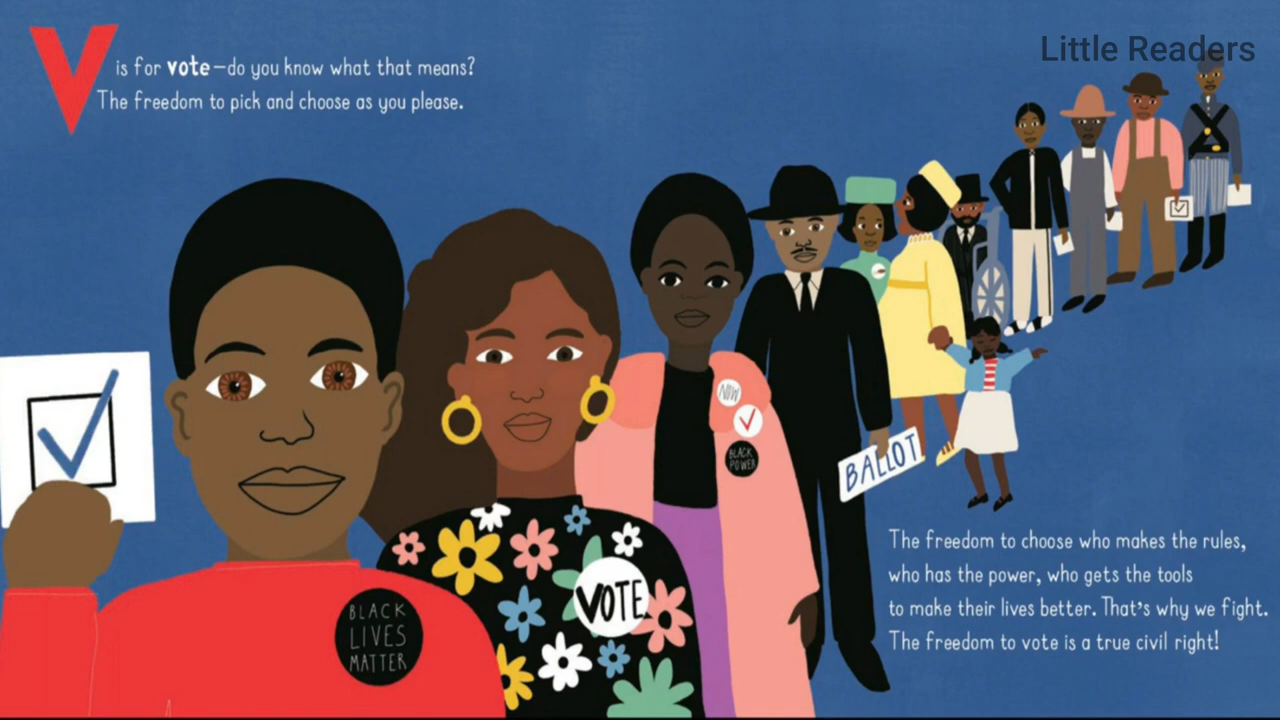 Little Readers
V is for vote—do you know what that means?
The freedom to pick and choose as you please.
NOW
BLACK
POWER
BALLOT
VOTE
BLACK
LIVES
MATTER
The freedom to choose who makes the rules,
who has the power, who gets the tools
to make their lives better. That's why we fight.
The freedom to vote is a true civil right!